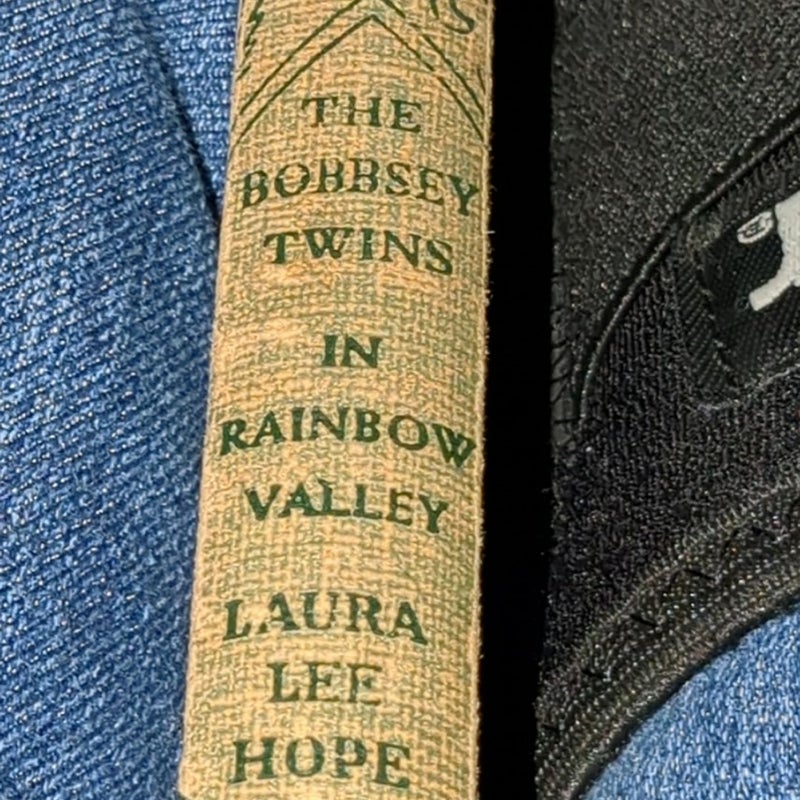 THE
BOBBSEY
TWINS
IN
RAINBOW
VALLEY
LAURA
LEE
HOPE